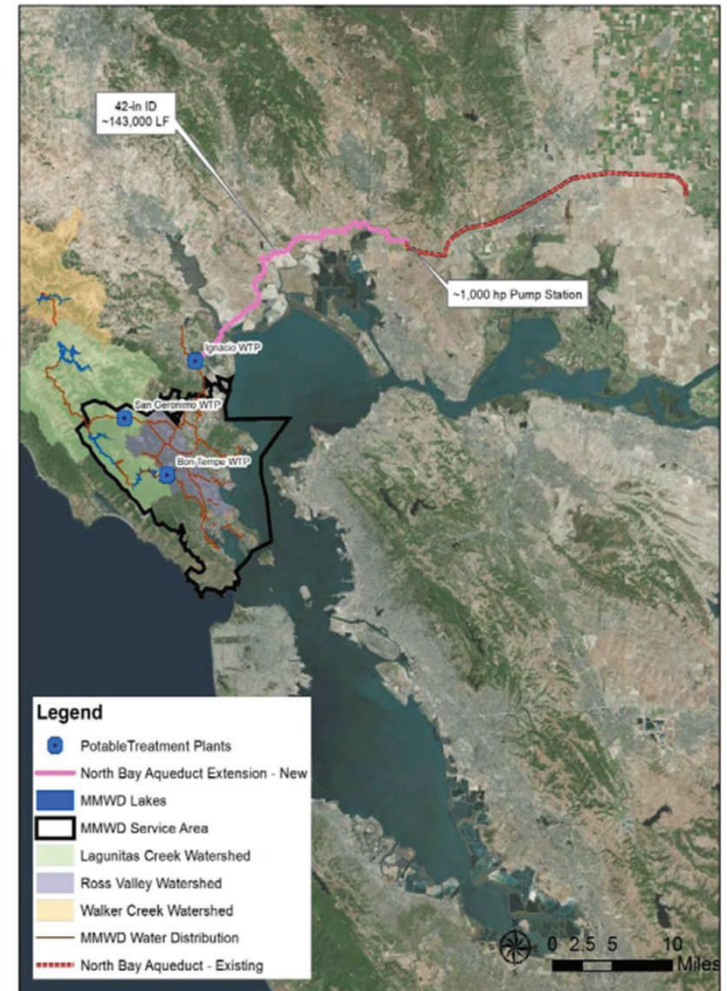 42-in ID
~143,000 LF
~1,000 hp Pump Station
Ignacio WTP
San Geronimo WTP
Bon Tempe WTP
Legend
PotableTreatment Plants
North Bay Aqueduct Extension - New
MMWD Lakes
MMWD Service Area
Lagunitas Creek Watershed
Ross Valley Watershed
Walker Creek Watershed
MMWD Water Distribution
North Bay Aqueduct - Existing
0 2.5 5 10
Miles